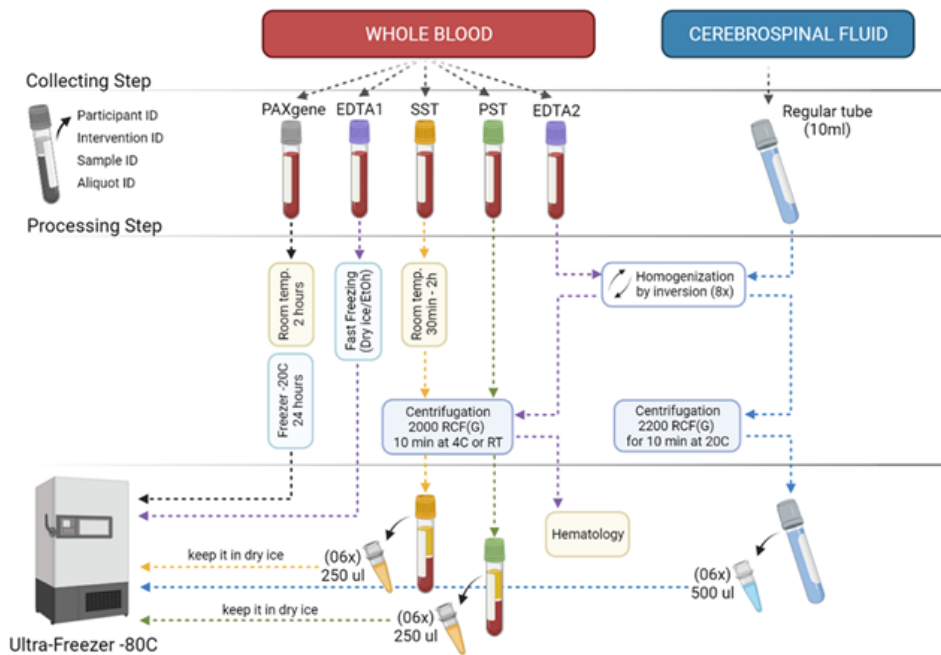 WHOLE BLOOD
CEREBROSPINAL FLUID
Collecting Step
Participant ID
Intervention ID
Sample ID
Aliquot ID
PAXgene
EDTA1
SST
PST
EDTA2
Regular tube
(10ml)
Processing Step
Room temp.
2 hours
Freezer -20C
24 hours
Fast Freezing
(Dry ice/EtOh)
Room temp.
30min - 2h
Homogenization
by inversion (8x)
Centrifugation
2000 RCF(G)
10 min at 4C or RT
Centrifugation
2200 RCF(G)
for 10 min at 20C
Hematology
keep it in dry ice
(06x)
250 ul
(06x)
500 ul
keep it in dry ice
(06x)
250 ul
Ultra-Freezer -80C